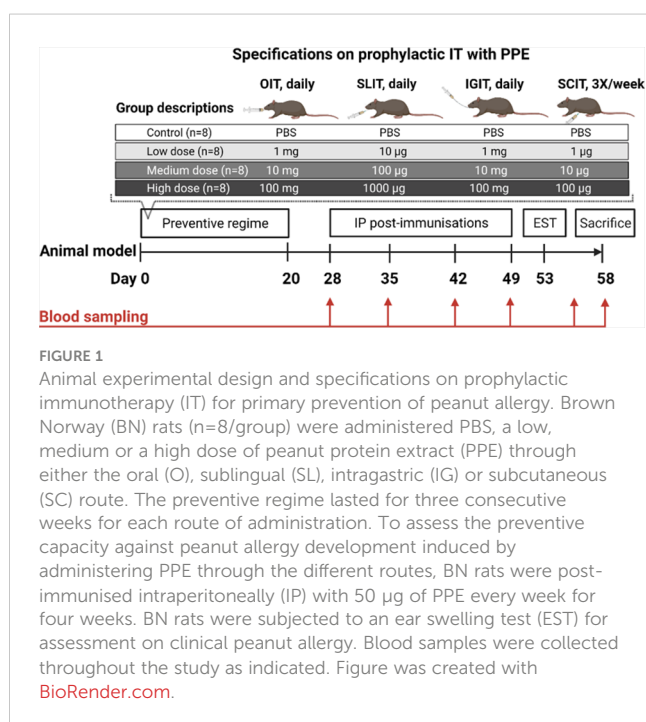 Specifications on prophylactic IT with PPE
OIT, daily SLIT, daily IGIT, daily SCIT, 3X/week
Group descriptions
Control (n=8) PBS PBS PBS PBS
Low dose (n=8) 1 mg 10 µg 1 mg 1 µg
Medium dose (n=8) 10 mg 100 µg 10 mg 10 µg
High dose (n=8) 100 mg 1000 µg 100 mg 100 µg
Preventive regime IP post-immunisations EST Sacrifice
Animal model
Day 0 20 28 35 42 49 53 58
Blood sampling
FIGURE 1
Animal experimental design and specifications on prophylactic
immunotherapy (IT) for primary prevention of peanut allergy. Brown
Norway (BN) rats (n=8/group) were administered PBS, a low,
medium or a high dose of peanut protein extract (PPE) through
either the oral (O), sublingual (SL), intragastric (IG) or subcutaneous
(SC) route. The preventive regime lasted for three consecutive
weeks for each route of administration. To assess the preventive
capacity against peanut allergy development induced by
administering PPE through the different routes, BN rats were post-
immunised intraperitoneally (IP) with 50 µg of PPE every week for
four weeks. BN rats were subjected to an ear swelling test (EST) for
assessment on clinical peanut allergy. Blood samples were collected
throughout the study as indicated. Figure was created with
BioRender.com.